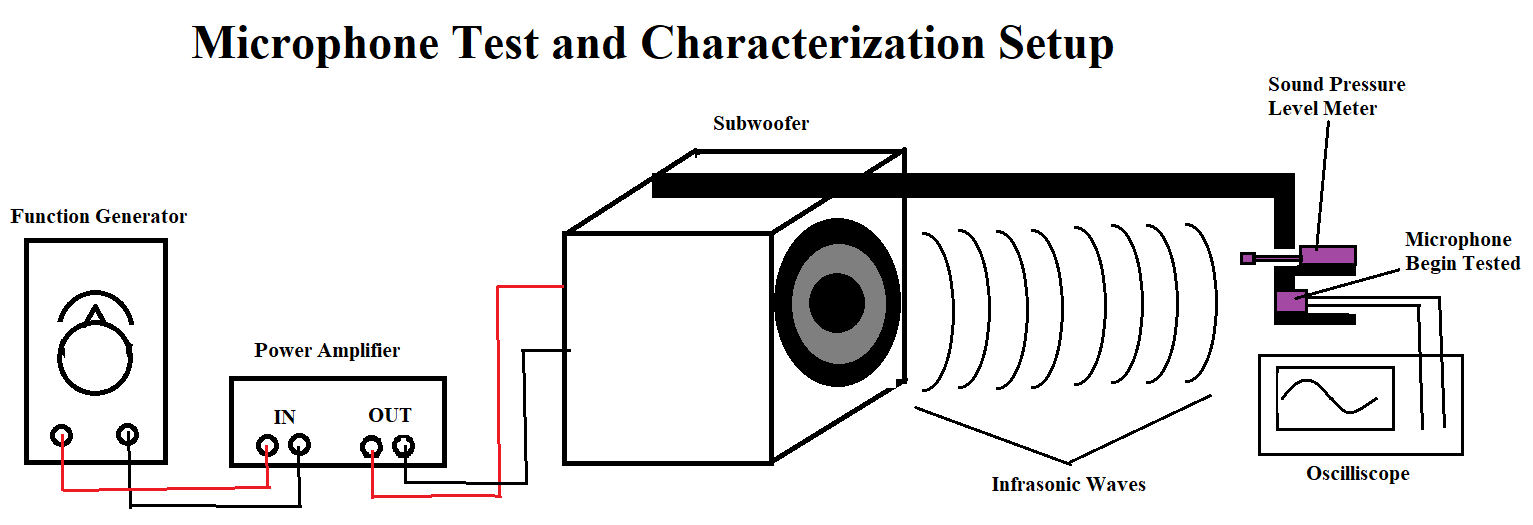 Microphone Test and Characterization Setup
Sound Pressure
Level Meter
Subwoofer
Function Generator
Microphone
Begin Tested
Power Amplifier
IN
OUT
Oscilliscope
Infrasonic Waves